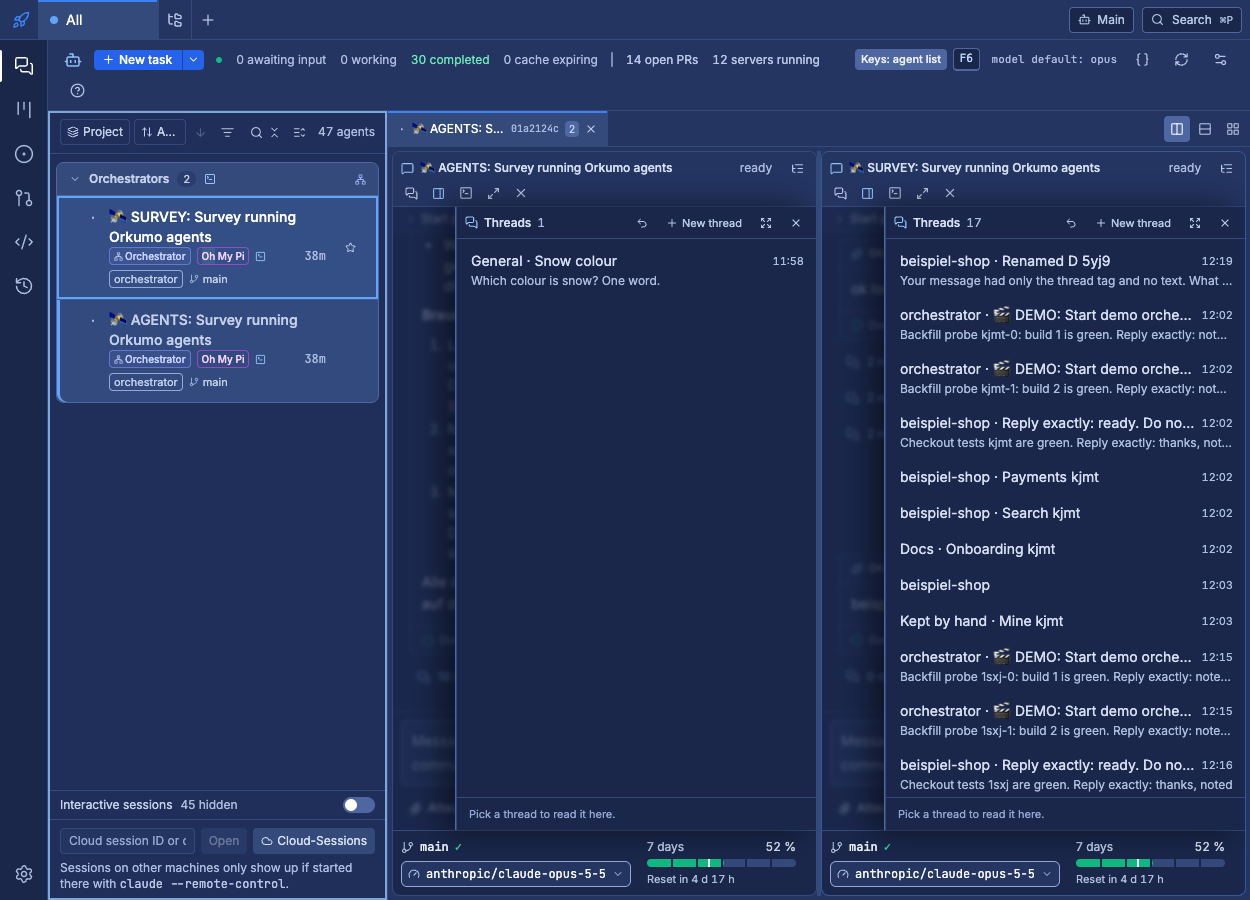 All
Main
Search ⌘P
New task
0 awaiting input
0 working
30 completed
0 cache expiring
14 open PRs
12 servers running
Keys: agent list
F6
model default: opus
Project
A...
47 agents
Orchestrators 2
SURVEY: Survey running
Orkumo agents
Orchestrator
Oh My Pi
38m
orchestrator
main
AGENTS: Survey running
Orkumo agents
Orchestrator
Oh My Pi
38m
orchestrator
main
Interactive sessions 45 hidden
Open
Cloud-Sessions
Sessions on other machines only show up if started
there with claude --remote-control.
AGENTS: S... 01a2124c 2
AGENTS: Survey running Orkumo agents
ready
Threads 1
New thread
General · Snow colour 11:58
Which colour is snow? One word.
Pick a thread to read it here.
main ✓
anthropic/claude-opus-5-5
7 days 52 %
Reset in 4 d 17 h
SURVEY: Survey running Orkumo agents
ready
Threads 17
New thread
beispiel-shop · Renamed D 5yj9 12:19
Your message had only the thread tag and no text. What ...
orchestrator · 🎬 DEMO: Start demo orche... 12:02
Backfill probe kjmt-0: build 1 is green. Reply exactly: not...
orchestrator · 🎬 DEMO: Start demo orche... 12:02
Backfill probe kjmt-1: build 2 is green. Reply exactly: not...
beispiel-shop · Reply exactly: ready. Do no... 12:02
Checkout tests kjmt are green. Reply exactly: thanks, not...
beispiel-shop · Payments kjmt 12:02
beispiel-shop · Search kjmt 12:02
Docs · Onboarding kjmt 12:02
beispiel-shop 12:03
Kept by hand · Mine kjmt 12:03
orchestrator · 🎬 DEMO: Start demo orche... 12:15
Backfill probe 1sxj-0: build 1 is green. Reply exactly: note...
orchestrator · 🎬 DEMO: Start demo orche... 12:15
Backfill probe 1sxj-1: build 2 is green. Reply exactly: note...
beispiel-shop · Reply exactly: ready. Do no... 12:16
Checkout tests 1sxj are green. Reply exactly: thanks, noted
Pick a thread to read it here.
main ✓
anthropic/claude-opus-5-5
7 days 52 %
Reset in 4 d 17 h
Cloud session ID or